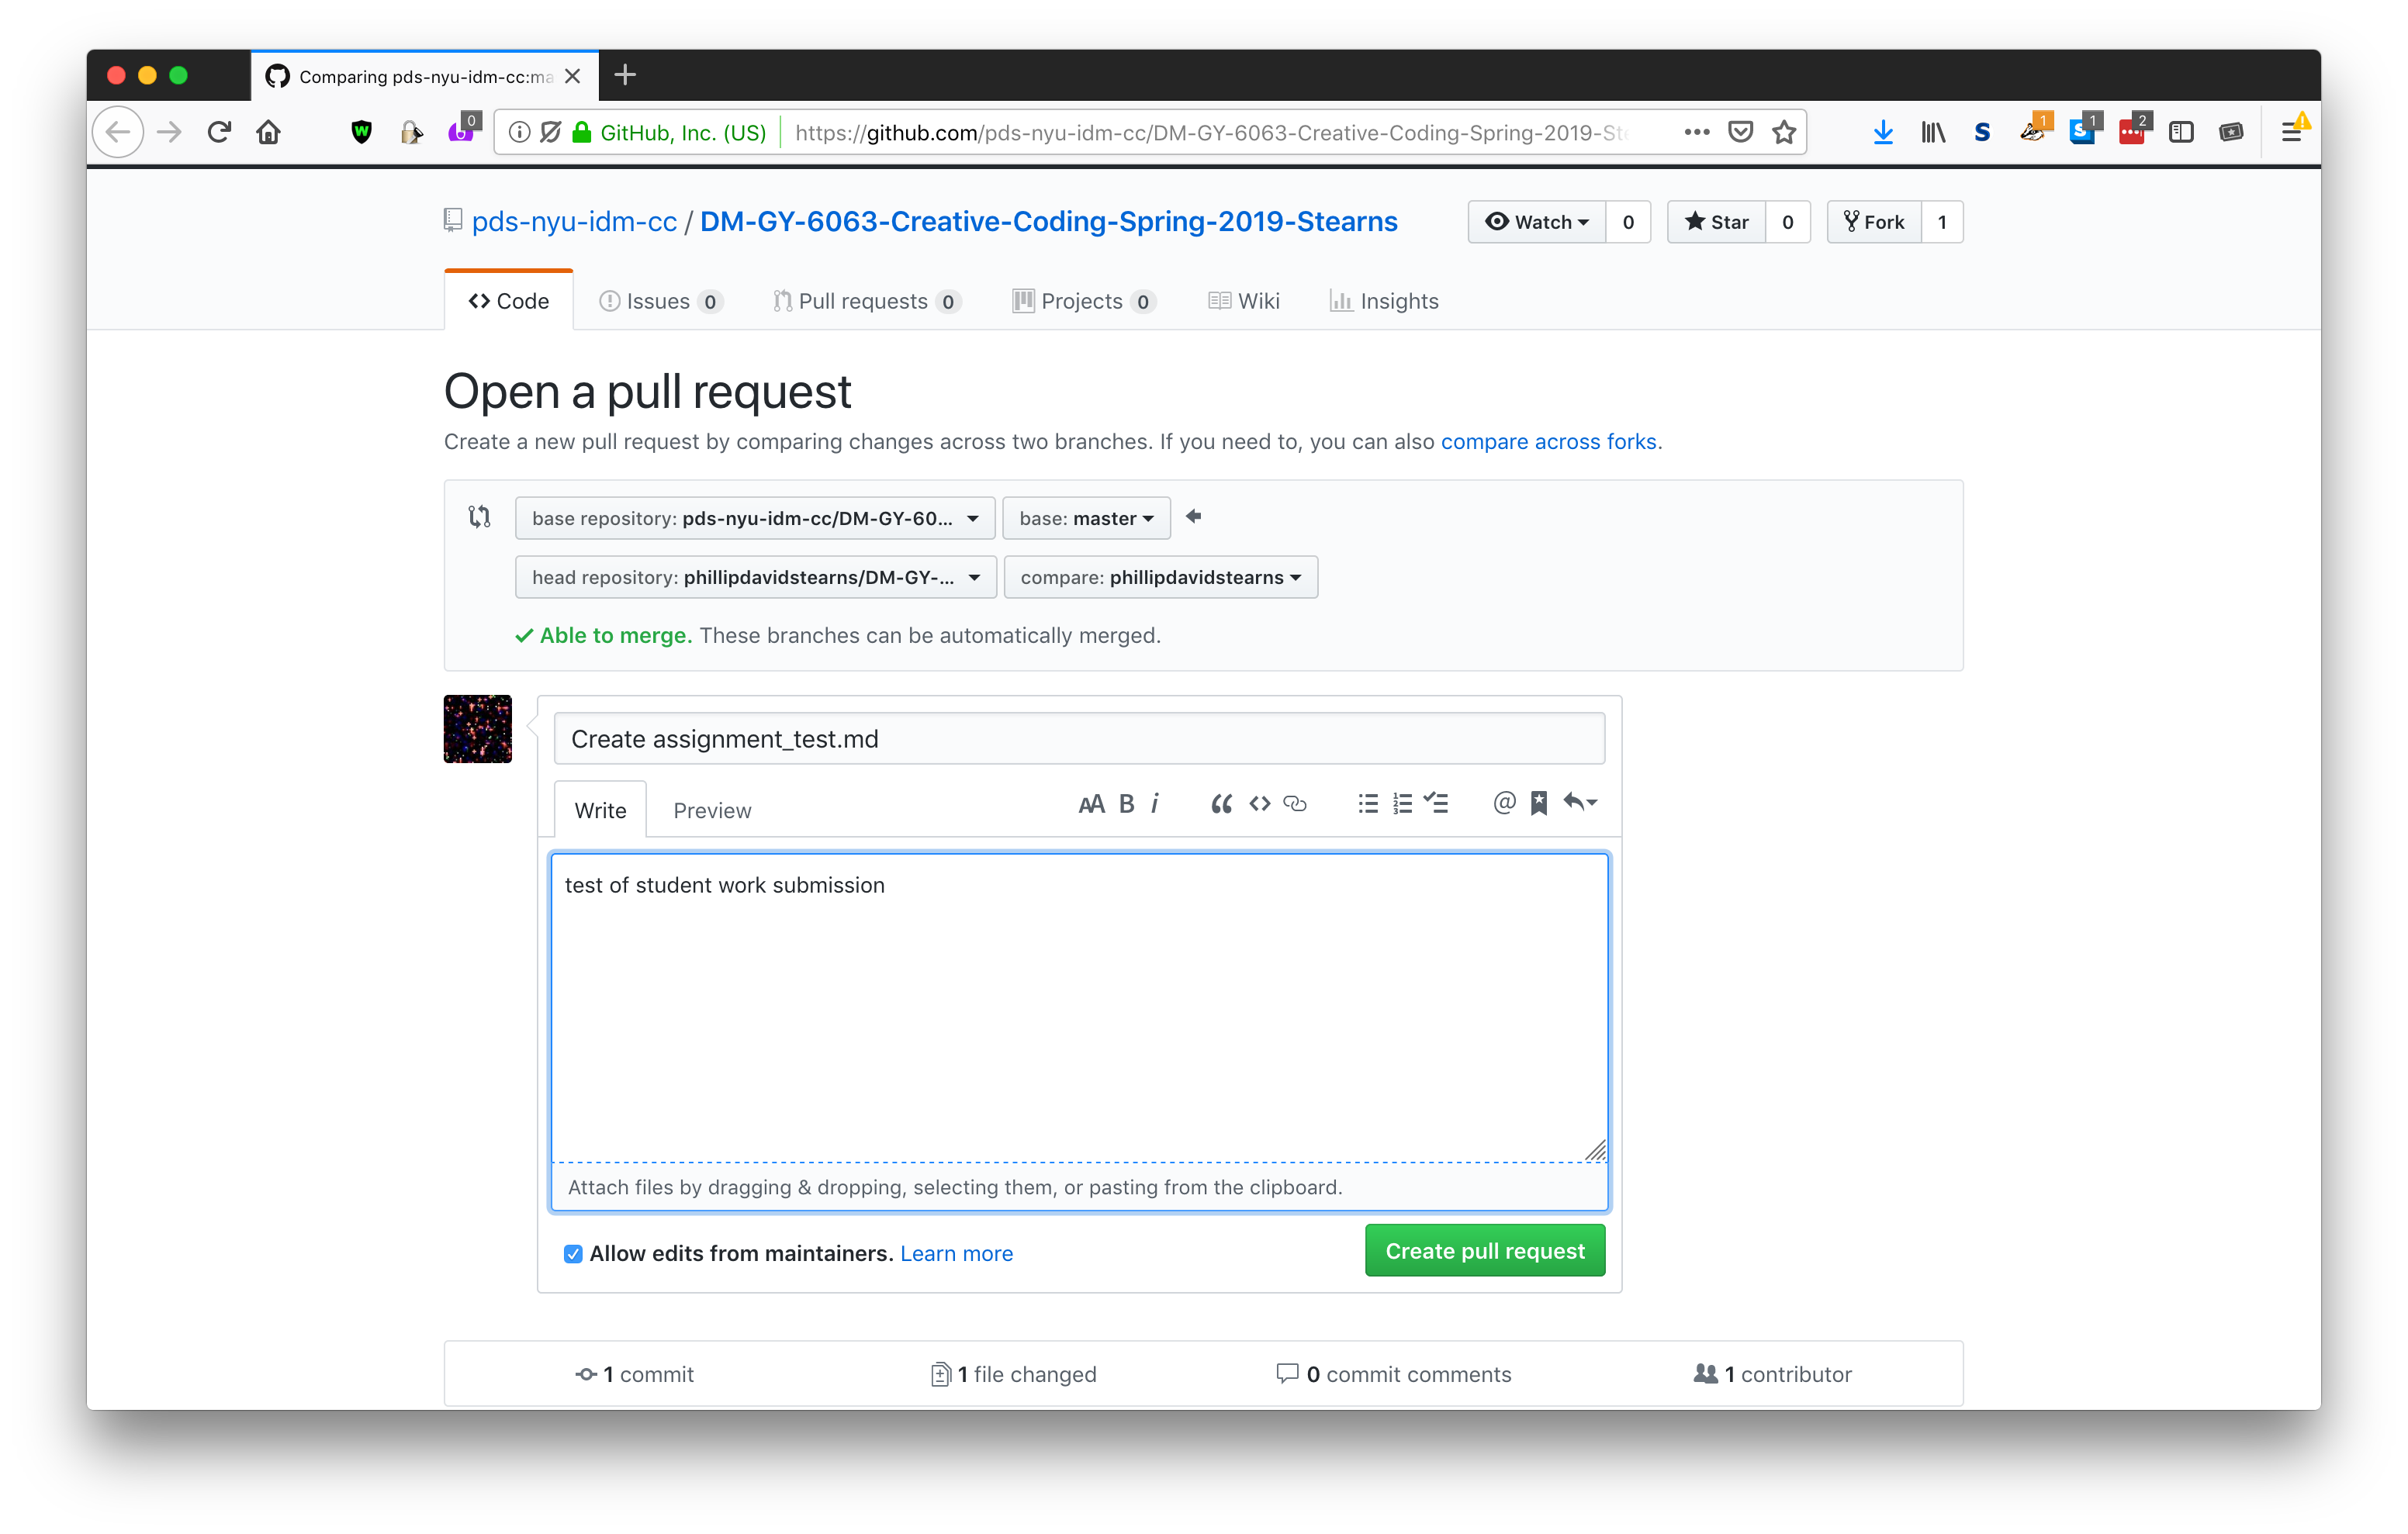 Comparing pds-nyu-idm-cc:ma
0
GitHub, Inc. (US) https://github.com/pds-nyu-idm-cc/DM-GY-6063-Creative-Coding-Spring-2019-Ste
1 1 2
pds-nyu-idm-cc / DM-GY-6063-Creative-Coding-Spring-2019-Stearns
Watch 0 Star 0 Fork 1
Code Issues 0 Pull requests 0 Projects 0 Wiki Insights
Open a pull request
Create a new pull request by comparing changes across two branches. If you need to, you can also compare across forks.
base repository: pds-nyu-idm-cc/DM-GY-60... base: master
head repository: phillipdavidstearns/DM-GY-... compare: phillipdavidstearns
Able to merge. These branches can be automatically merged.
Create assignment_test.md
Write Preview AA B i
test of student work submission
Attach files by dragging & dropping, selecting them, or pasting from the clipboard.
Allow edits from maintainers. Learn more Create pull request
1 commit 1 file changed 0 commit comments 1 contributor